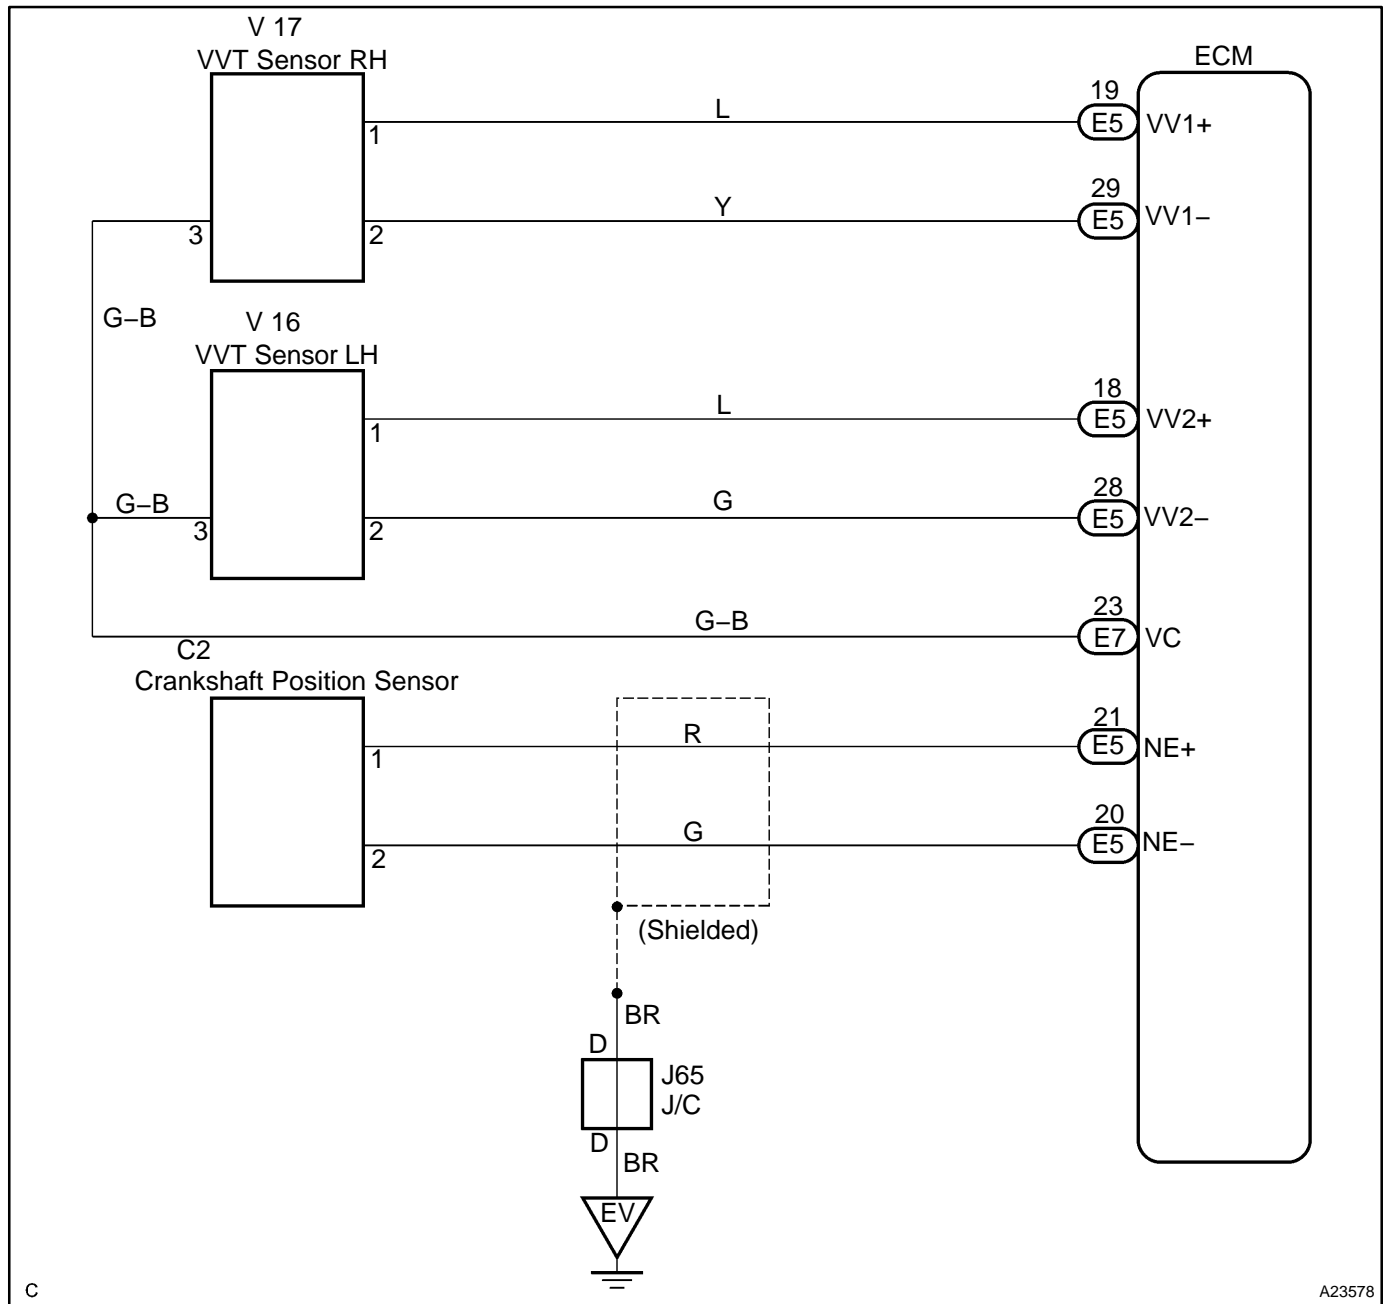 V 17
VVT Sensor RH
ECM
L
19
E5
VV1+
1
Y
29
E5
VV1−
3
2
G−B
V 16
VVT Sensor LH
L
18
E5
VV2+
1
G−B
G
28
E5
VV2−
3
2
G−B
23
E7
VC
C2
Crankshaft Position Sensor
R
21
E5
NE+
1
G
20
E5
NE−
2
(Shielded)
BR
D
J65
J/C
D
BR
EV
C
A23578